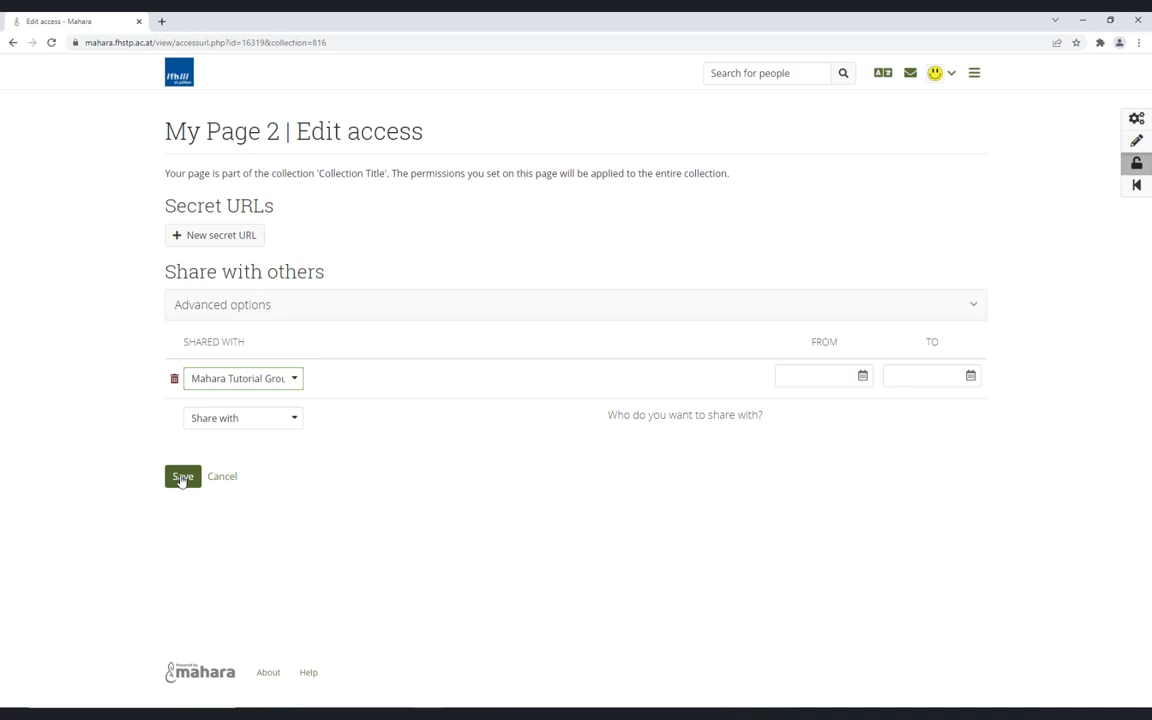 Edit access - Mahara
mahara.fhstp.ac.at/view/accessurl.php?id=16319&collection=816
Search for people
My Page 2 | Edit access
Your page is part of the collection 'Collection Title'. The permissions you set on this page will be applied to the entire collection.
Secret URLs
+ New secret URL
Share with others
Advanced options
SHARED WITH FROM TO
Mahara Tutorial Grou
Share with Who do you want to share with?
Save Cancel
Powered by mahara About Help